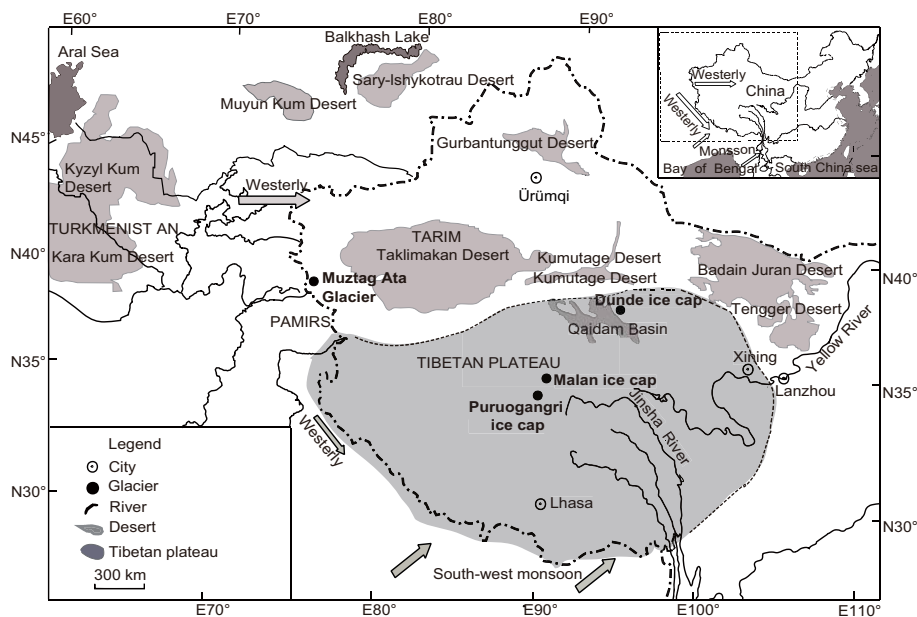 E60°
E70°
E80°
E90°
Aral Sea
Balkhash Lake
Sary-Ishykotrau Desert
Muyun Kum Desert
Westerly
China
Westerly
Monsson
Bay of Bengal
South China sea
N45°
Gurbantunggut Desert
Kyzyl Kum
Desert
Westerly
Ürümqi
TURKMENIST AN
Kara Kum Desert
N40°
TARIM
Taklimakan Desert
Kumutage Desert
Kumutage Desert
Badain Juran Desert
N40°
Muztag Ata
Glacier
Dunde ice cap
Qaidam Basin
Tengger Desert
PAMIRS
Yellow River
N35°
TIBETAN PLATEAU
Xining
Malan ice cap
Lanzhou
N35°
Puruogangri
ice cap
Jinsha River
Westerly
Legend
City
Glacier
River
Desert
Tibetan plateau
300 km
N30°
Lhasa
N30°
South-west monsoon
E70°
E80°
E90°
E100°
E110°